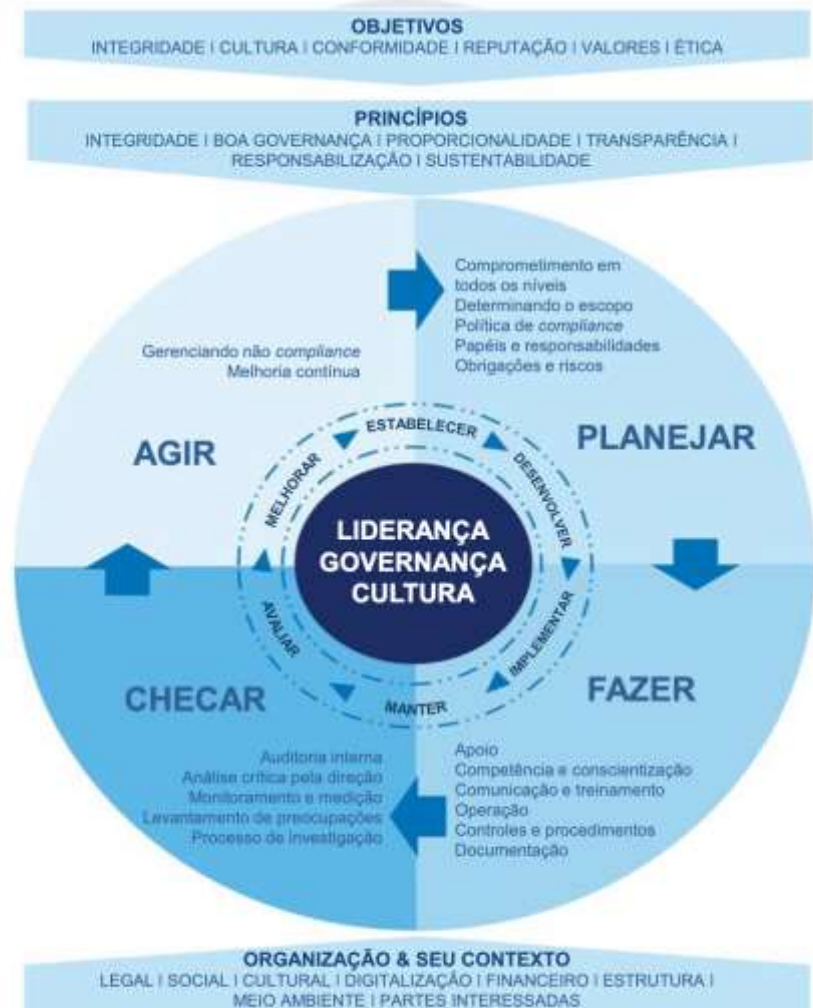 OBJETIVOS
INTEGRIDADE I CULTURA I CONFORMIDADE I REPUTAÇÃO I VALORES I ÉTICA
PRINCÍPIOS
INTEGRIDADE I BOA GOVERNANÇA I PROPORCIONALIDADE I TRANSPARÊNCIA I
RESPONSABILIZAÇÃO I SUSTENTABILIDADE
Comprometimento em
todos os níveis
Determinando o escopo
Política de compliance
Papéis e responsabilidades
Obrigações e riscos
PLANEJAR
Gerenciando não compliance
Melhoria contínua
AGIR
ESTABELECER
DESENVOLVER
IMPLEMENTAR
MANTER
AVALIAR
MELHORAR
LIDERANÇA
GOVERNANÇA
CULTURA
FAZER
Apoio
Competência e conscientização
Comunicação e treinamento
Operação
Controles e procedimentos
Documentação
CHECAR
Auditoria interna
Análise crítica pela direção
Monitoramento e medição
Levantamento de preocupações
Processo de investigação
ORGANIZAÇÃO & SEU CONTEXTO
LEGAL I SOCIAL I CULTURAL I DIGITALIZAÇÃO I FINANCEIRO I ESTRUTURA I
MEIO AMBIENTE I PARTES INTERESSADAS